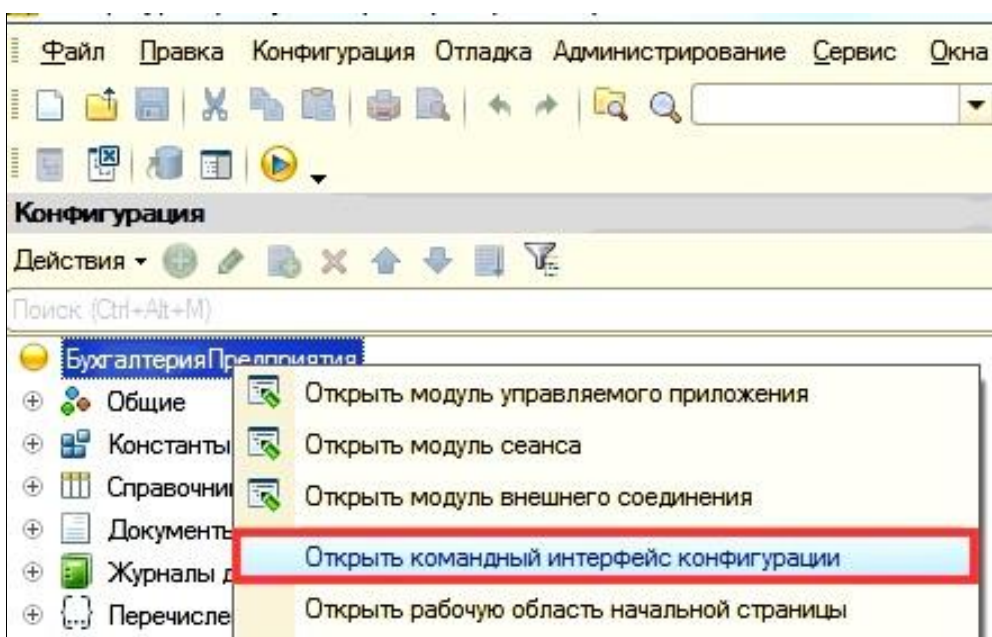 Файл Правка Конфигурация Отладка Администрирование Сервис Окна
Конфигурация
Действия
Поиск (Ctrl+Alt+M)
БухгалтерияПредприятия
Общие
Константы
Справочни
Документы
Журналы д
Перечисле
Открыть модуль управляемого приложения
Открыть модуль сеанса
Открыть модуль внешнего соединения
Открыть командный интерфейс конфигурации
Открыть рабочую область начальной страницы